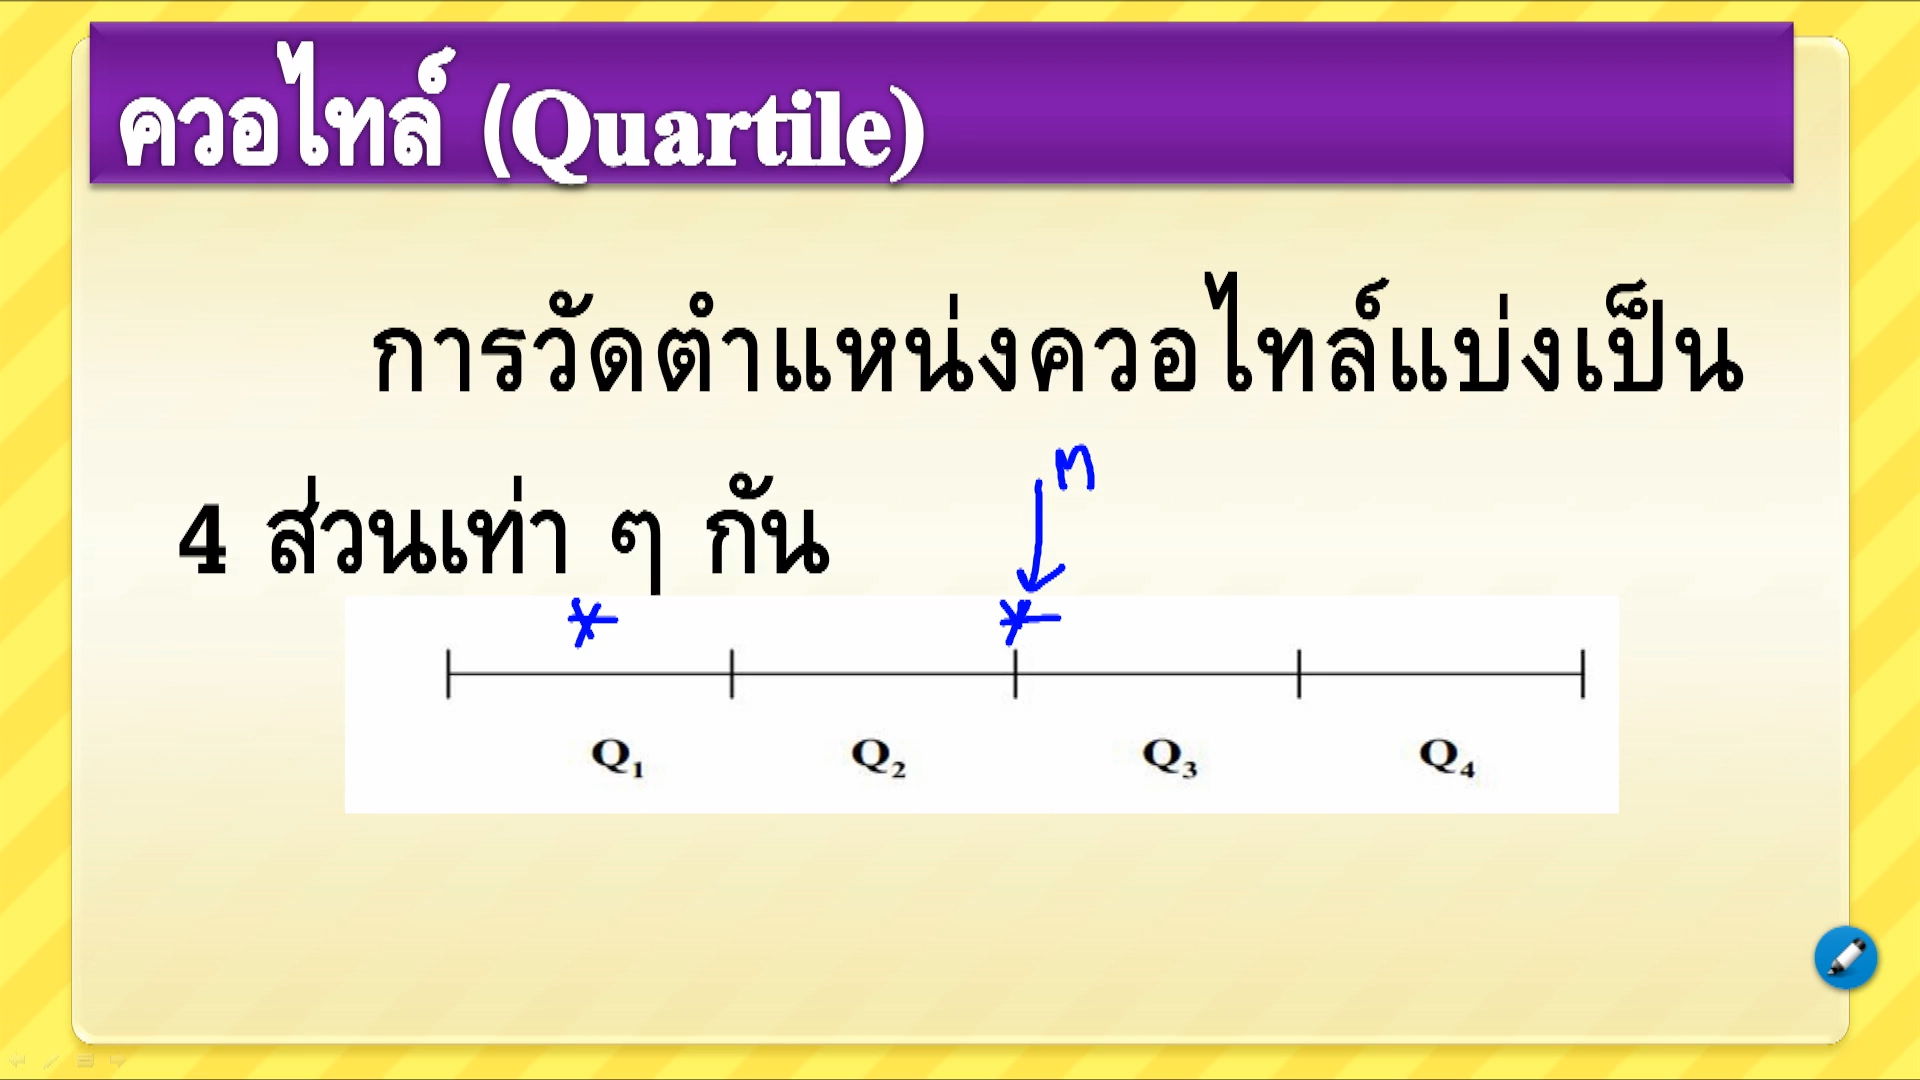 ควอไทล์ (Quartile)
การวัดตำแหน่งควอไทล์แบ่งเป็น
M
4 ส่วนเท่า ๆ กัน
Q₁ Q₂ Q₃ Q₄